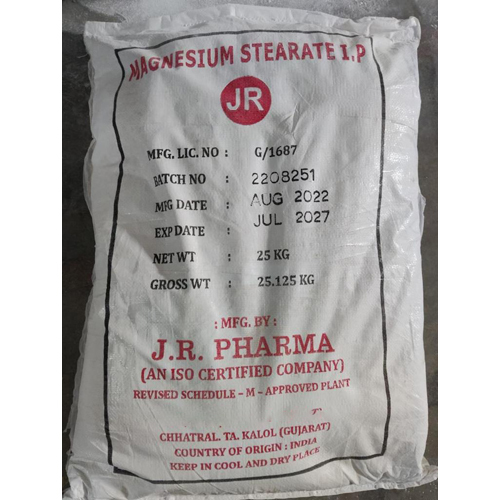 MAGNESIUM STEARATE I.P
JR
MFG. LIC. NO : G/1687
BATCH NO : 2208251
MFG DATE : AUG 2022
EXP DATE : JUL 2027
NET WT : 25 KG
GROSS WT : 25.125 KG
: MFG. BY :
J.R. PHARMA
(AN ISO CERTIFIED COMPANY)
REVISED SCHEDULE - M - APPROVED PLANT
CHHATRAL. TA. KALOL (GUJARAT)
COUNTRY OF ORIGIN : INDIA
KEEP IN COOL AND DRY PLACE